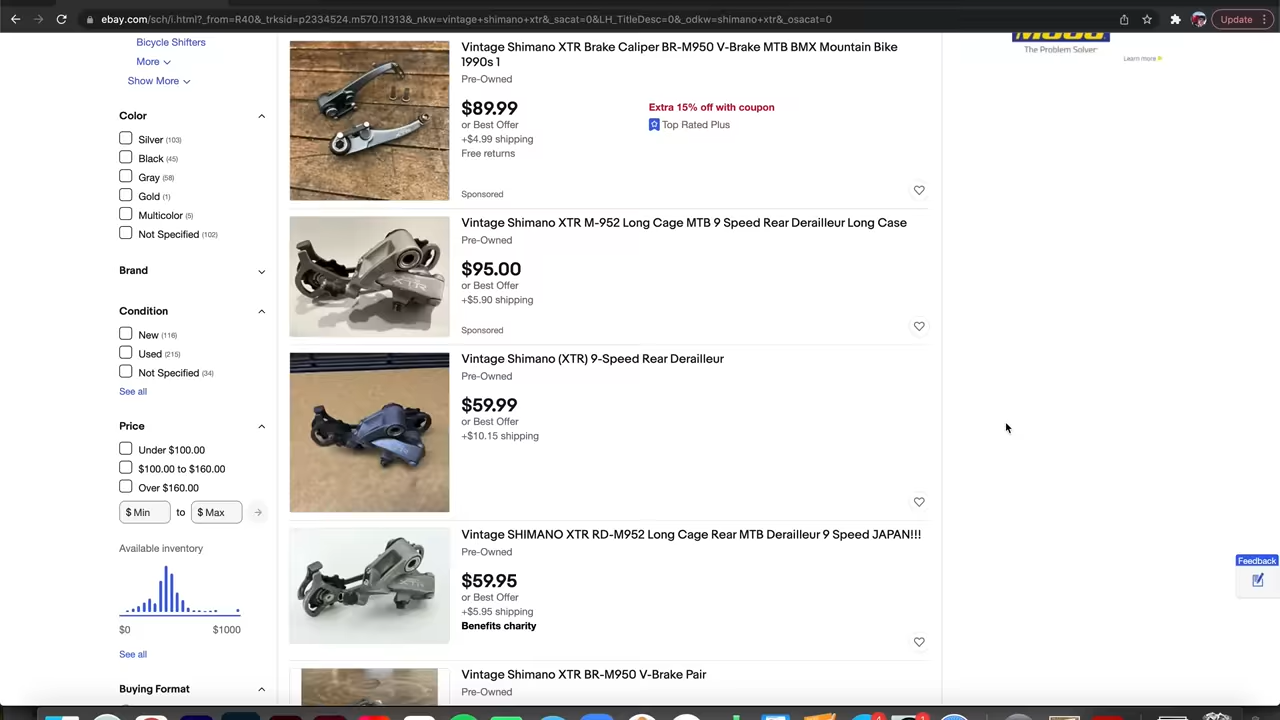 ebay.com/sch/i.html?_from=R40&_trksid=p2334524.m570.l1313&_nkw=vintage+shimano+xtr&_sacat=0&LH_TitleDesc=0&_odkw=shimano+xtr&_osacat=0
Update
Bicycle Shifters
More
Show More
Color
Silver (103)
Black (45)
Gray (58)
Gold (1)
Multicolor (5)
Not Specified (102)
Brand
Condition
New (116)
Used (215)
Not Specified (34)
See all
Price
Under $100.00
$100.00 to $160.00
Over $160.00
$ Min to $ Max
Available inventory
$0 $1000
See all
Buying Format
Vintage Shimano XTR Brake Caliper BR-M950 V-Brake MTB BMX Mountain Bike
1990s 1
Pre-Owned
$89.99
or Best Offer
+$4.99 shipping
Free returns
Extra 15% off with coupon
Top Rated Plus
Sponsored
Vintage Shimano XTR M-952 Long Cage MTB 9 Speed Rear Derailleur Long Case
Pre-Owned
$95.00
or Best Offer
+$5.90 shipping
Sponsored
XTR
Vintage Shimano (XTR) 9-Speed Rear Derailleur
Pre-Owned
$59.99
or Best Offer
+$10.15 shipping
Vintage SHIMANO XTR RD-M952 Long Cage Rear MTB Derailleur 9 Speed JAPAN!!!
Pre-Owned
$59.95
or Best Offer
+$5.95 shipping
Benefits charity
XTR
Vintage Shimano XTR BR-M950 V-Brake Pair
Pre-Owned
The Problem Solver
Learn more
Feedback